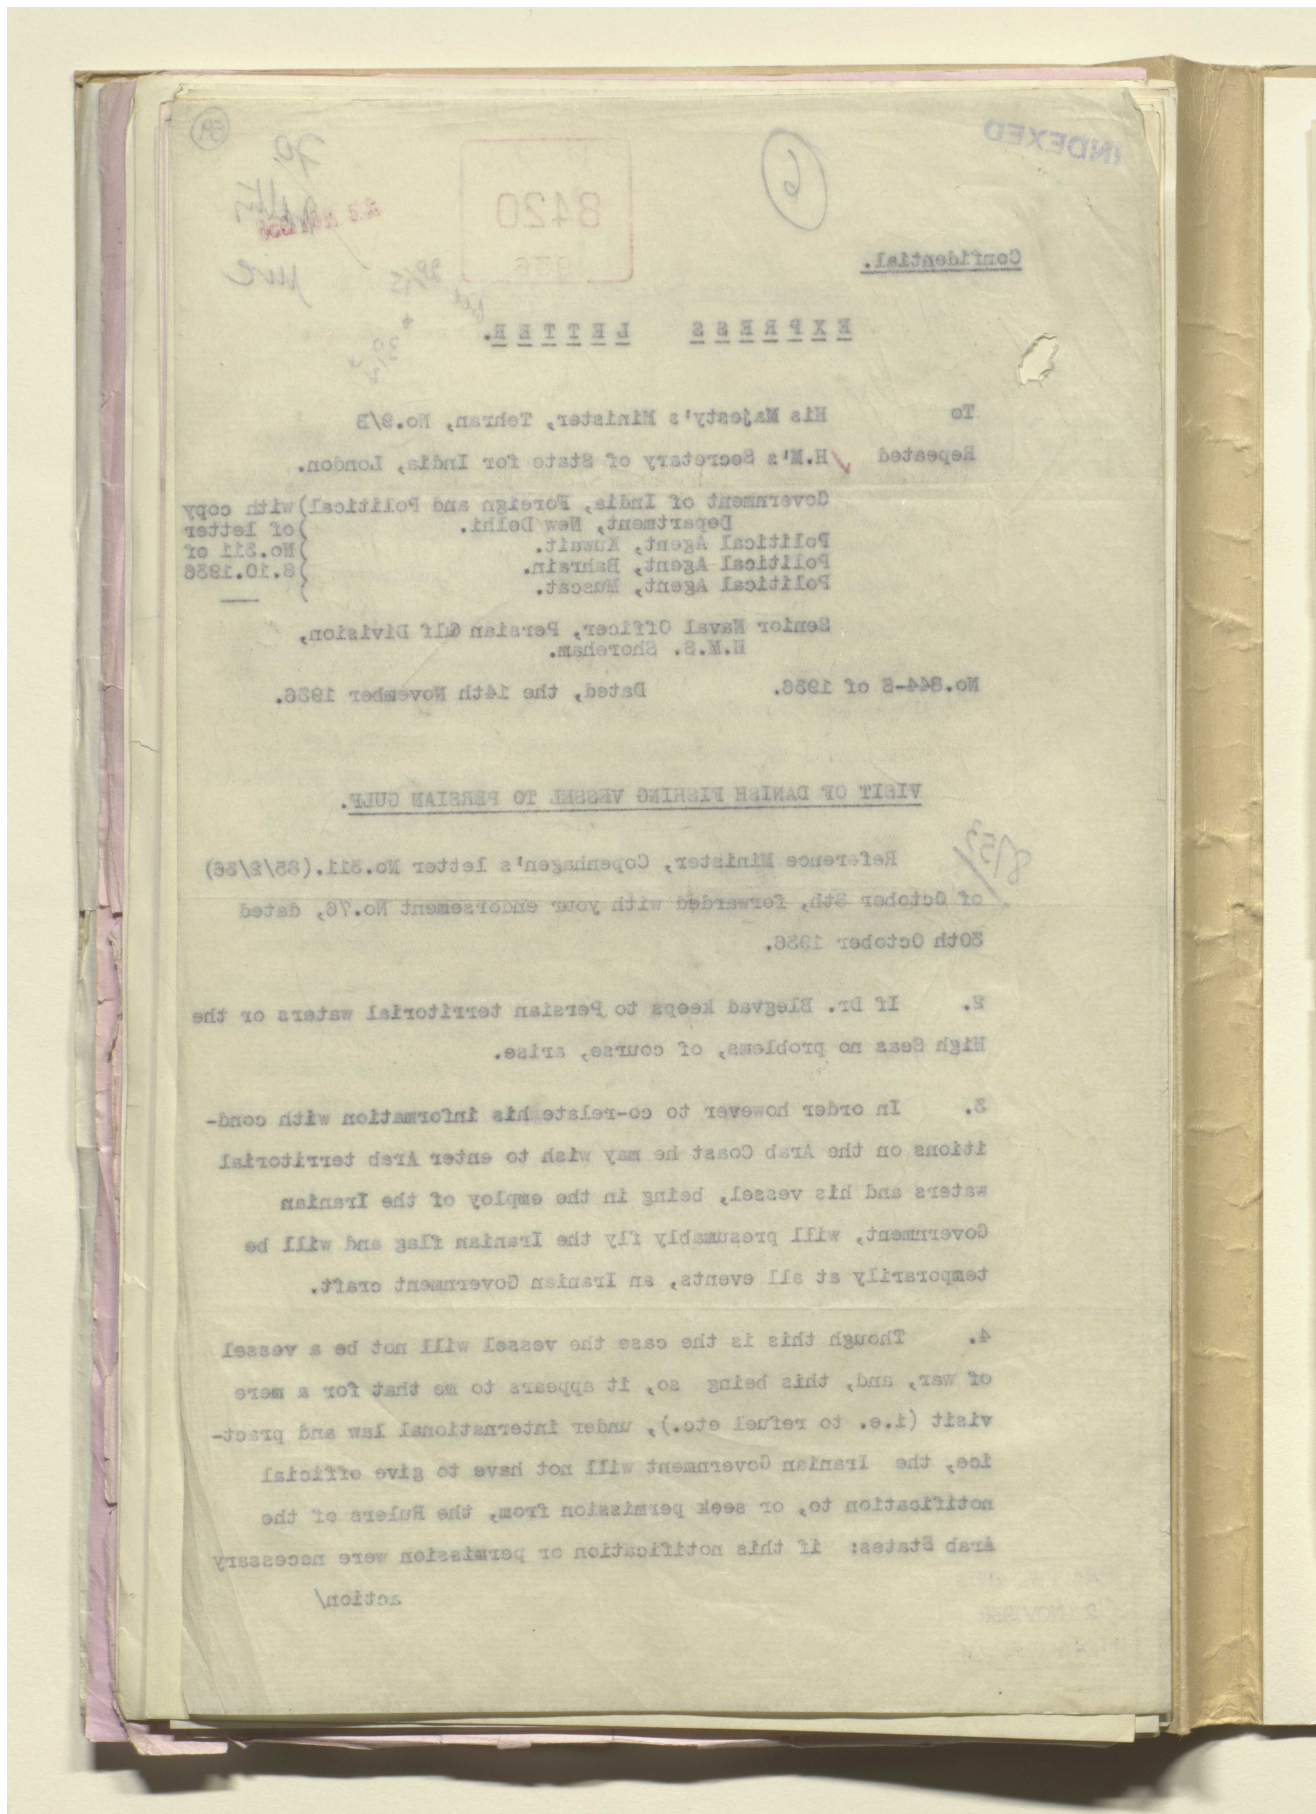 INDEXED
6
8420
Confidential.
EXPRESS LETTER.
To His Majesty's Minister, Tehran, No.9/B
Repeated H.M's Secretary of State for India, London.
Government of India, Foreign and Political)with copy
Department, New Delhi. )of letter
Political Agent, Kuwait. )No.311 of
Political Agent, Bahrain. )8.10.1936
Political Agent, Muscat. )
Senior Naval Officer, Persian Gulf Division,
H.M.S. Shoreham.
No.844-S of 1936. Dated, the 14th November 1936.
VISIT OF DANISH FISHING VESSEL TO PERSIAN GULF.
Reference Minister, Copenhagen's letter No.311.(85/2/36)
of October 8th, forwarded with your endorsement No.76, dated
30th October 1936.
2. If Dr. Blegvad keeps to Persian territorial waters or the
High Seas no problems, of course, arise.
3. In order however to co-relate his information with cond-
itions on the Arab Coast he may wish to enter Arab territorial
waters and his vessel, being in the employ of the Iranian
Government, will presumably fly the Iranian flag and will be
temporarily at all events, an Iranian Government craft.
4. Though this is the case the vessel will not be a vessel
of war, and, this being so, it appears to me that for a mere
visit (i.e. to refuel etc.), under international law and pract-
ice, the Iranian Government will not have to give official
notification to, or seek permission from, the Rulers of the
Arab States: if this notification or permission were necessary
action/